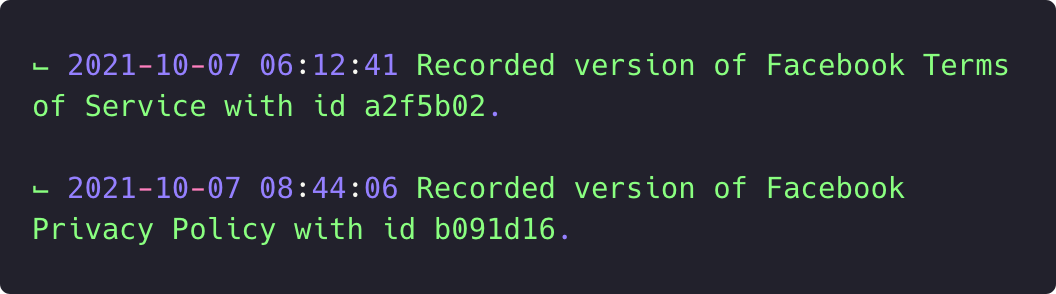 ⌙ 2021-10-07 06:12:41 Recorded version of Facebook Terms
of Service with id a2f5b02.
⌙ 2021-10-07 08:44:06 Recorded version of Facebook
Privacy Policy with id b091d16.